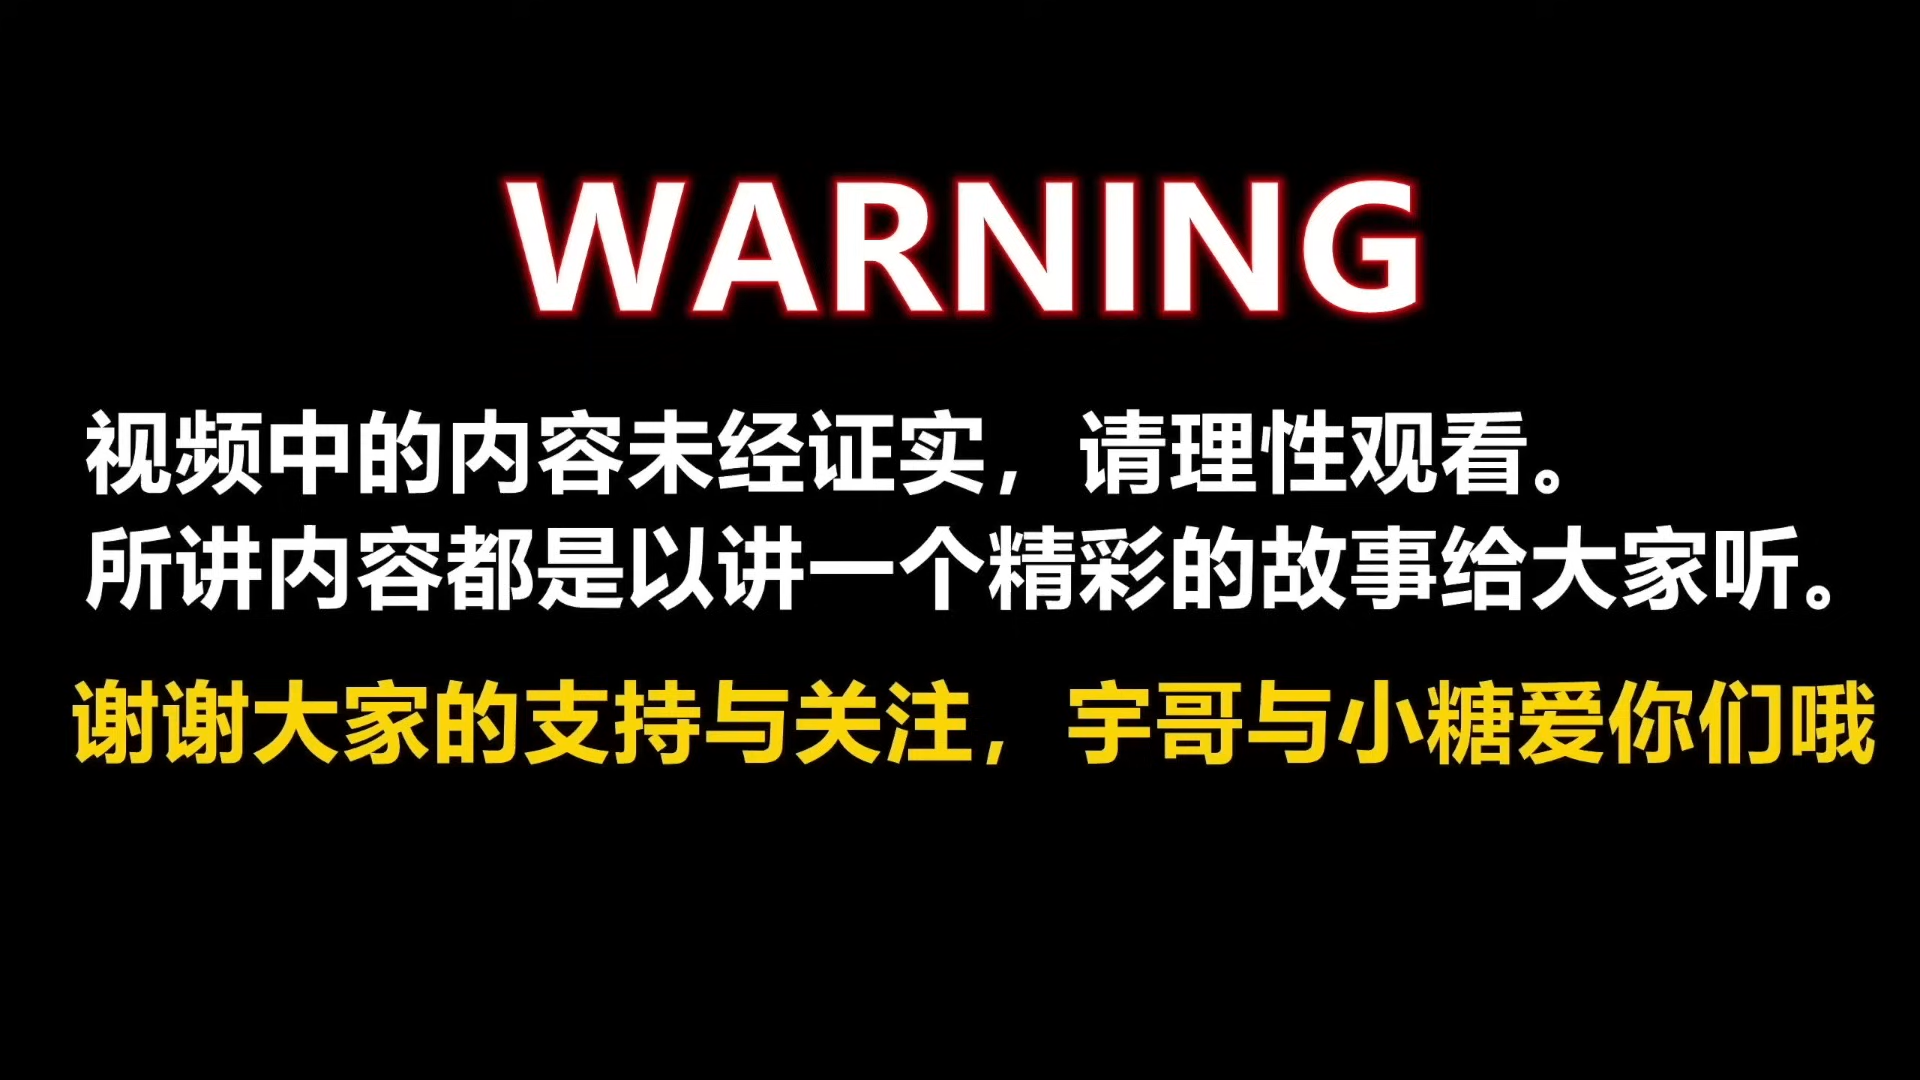 WARNING
视频中的内容未经证实，请理性观看。
所讲内容都是以讲一个精彩的故事给大家听。
谢谢大家的支持与关注，宇哥与小糖爱你们哦